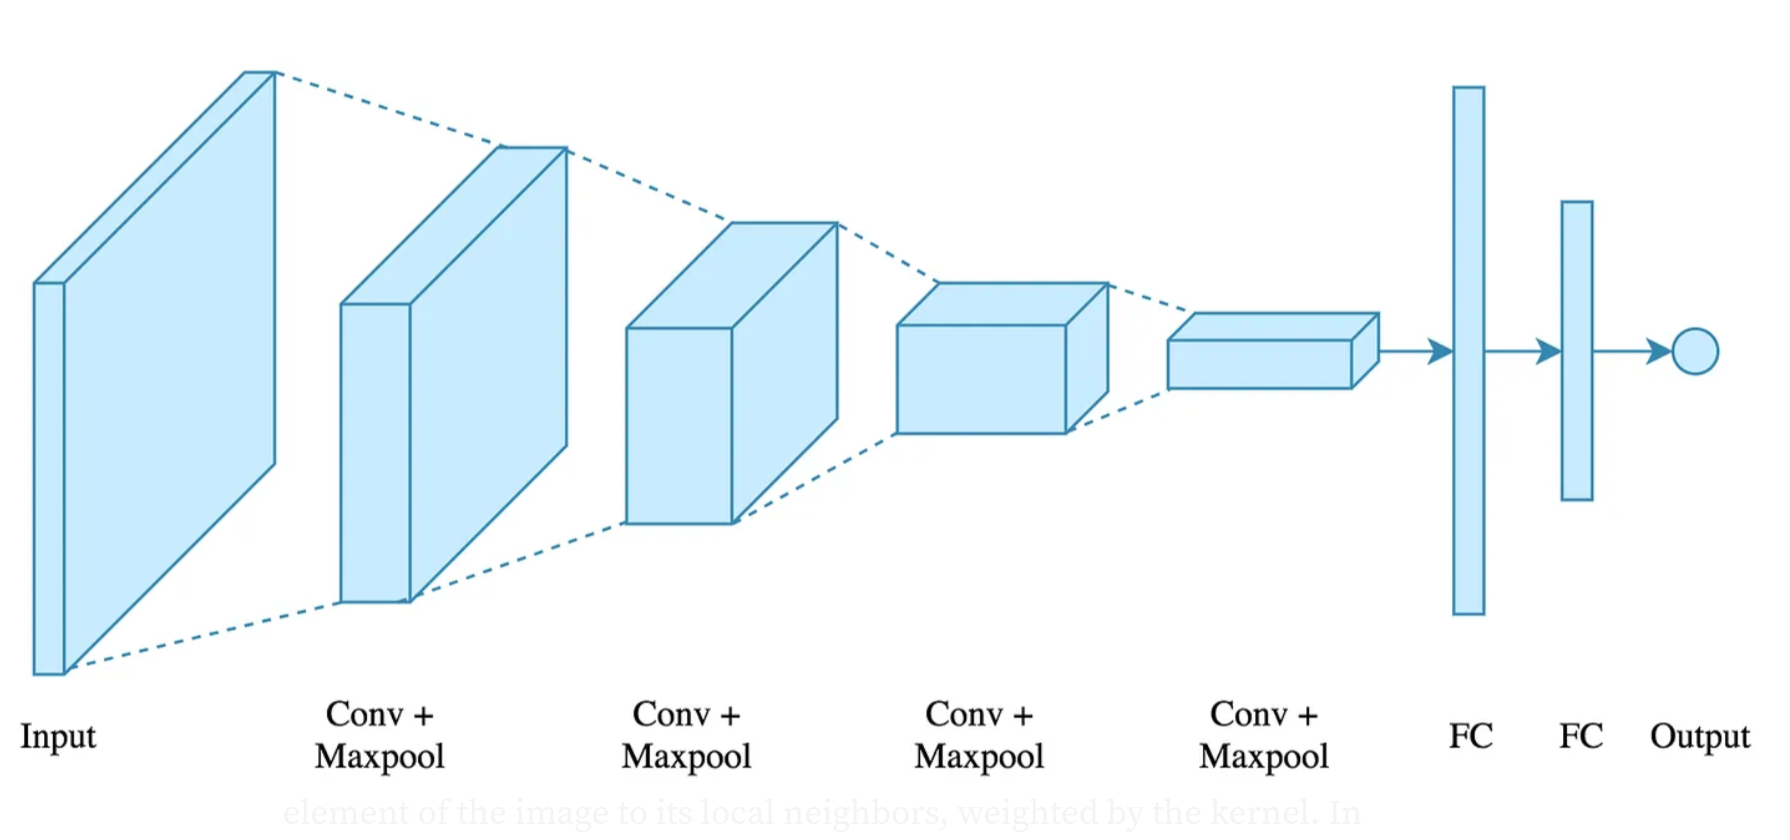 Input
Conv +
Maxpool
Conv +
Maxpool
Conv +
Maxpool
Conv +
Maxpool
FC
FC
Output
element of the image to its local neighbors, weighted by the kernel. In